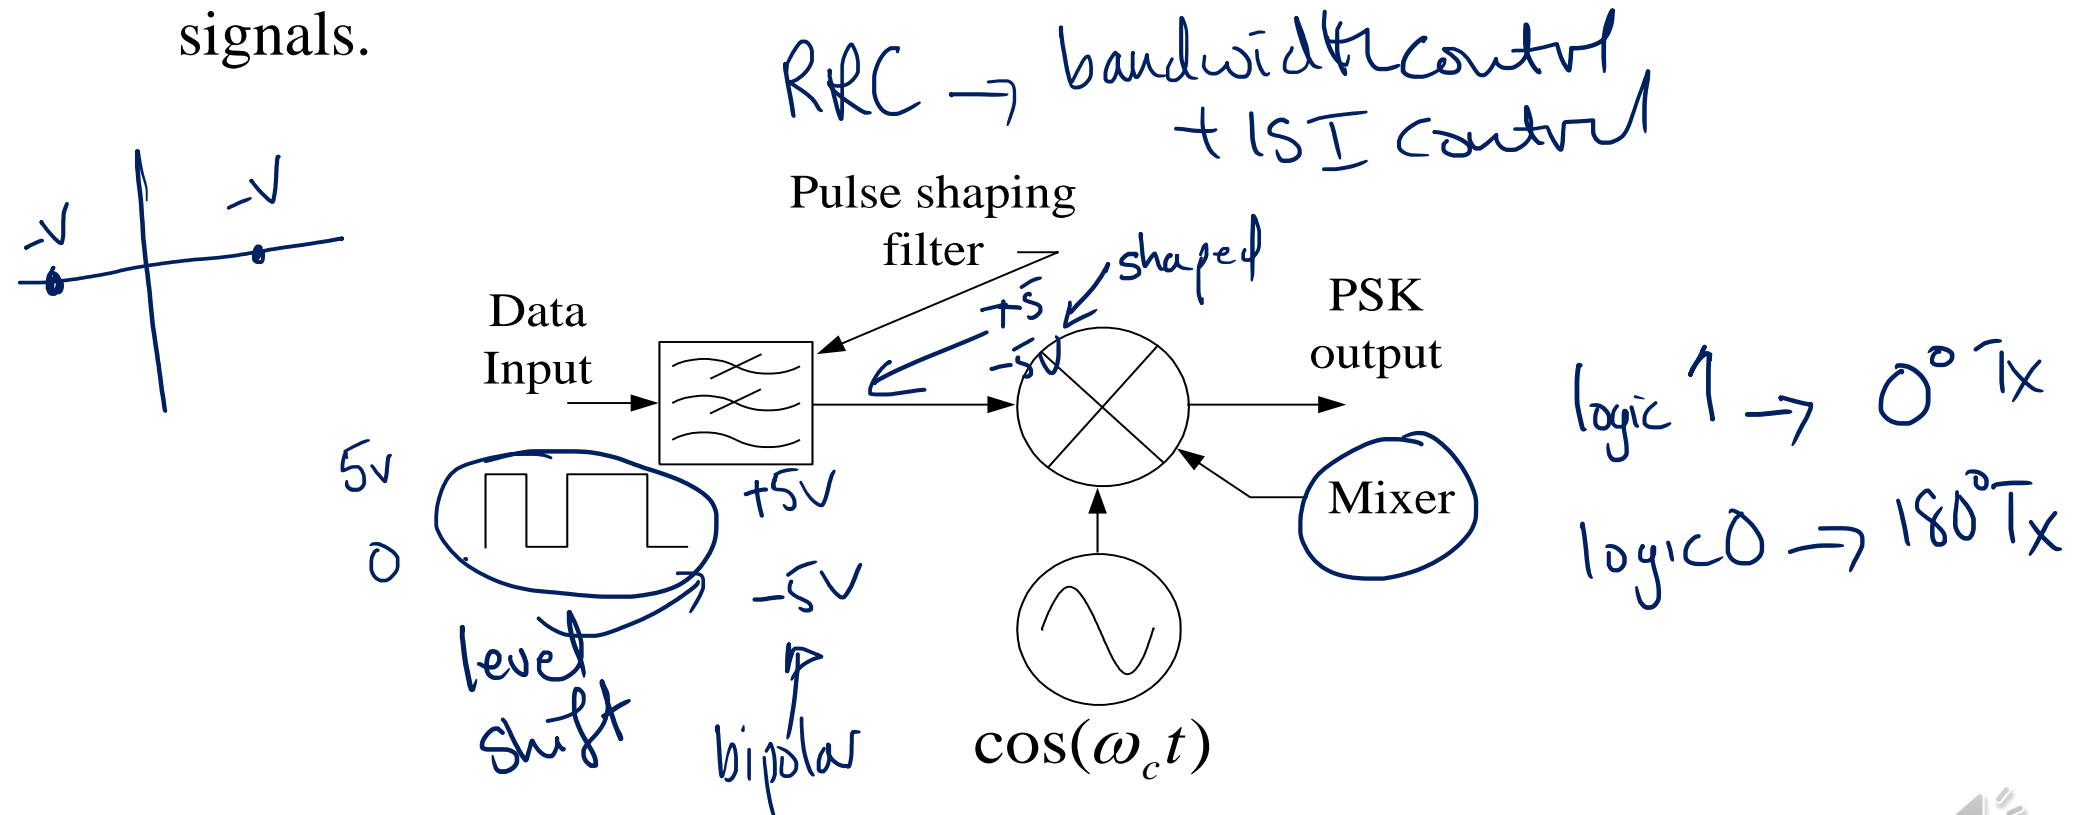 signals.
RRC → bandwidth control
+ ISI control
-V
-V
Pulse shaping
filter
shaped
+5
-5V
Data
Input
PSK
output
logic 1 → 0° Tx
logic 0 → 180° Tx
Mixer
5v
0
+5V
-5V
level
shift
bipolar
cos(ω_c t)